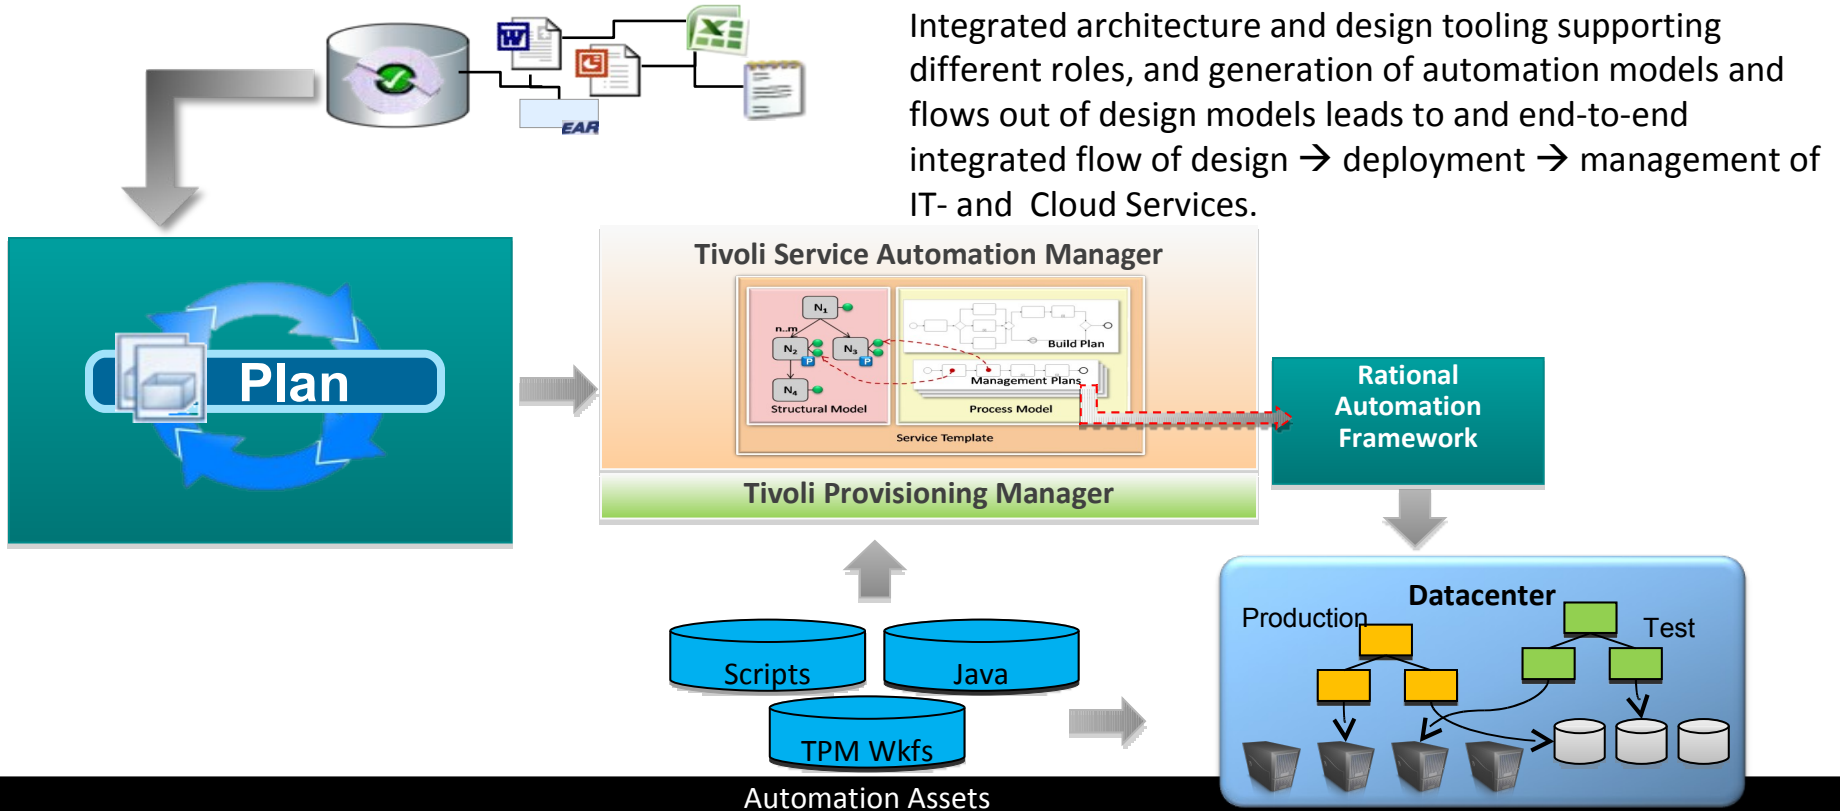 Integrated architecture and design tooling supporting
different roles, and generation of automation models and
flows out of design models leads to and end-to-end
integrated flow of design → deployment → management of
IT- and  Cloud Services.
W
EAR
Plan
Tivoli Service Automation Manager
N1
n..m
N2
N3
P
P
N4
Structural Model
Build Plan
Management Plans
Process Model
Service Template
Tivoli Provisioning Manager
Rational
Automation
Framework
Scripts
Java
TPM Wkfs
Automation Assets
Datacenter
Production
Test